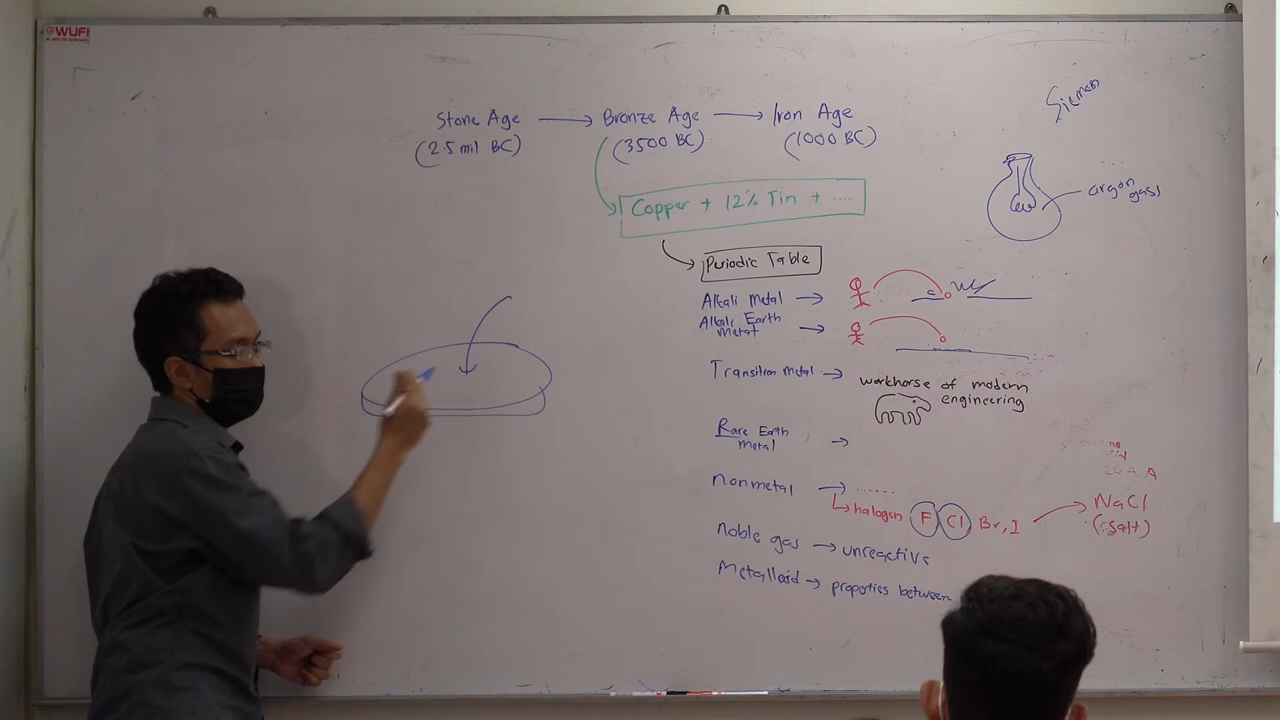 WUFI
Stone Age → Bronze Age → Iron Age
(2.5 mil BC) (3500 BC) (1000 BC)
Copper + 12% Tin + ....
argon
gas
Periodic Table
Alkali Metal →
Alkali Earth
Metal →
Transition Metal → workhorse of modern
engineering
Rare Earth
Metal →
nonmetal → ......
halogen F Cl, Br, I → NaCl
(Salt)
Noble gas → unreactive
Metalloid → properties between